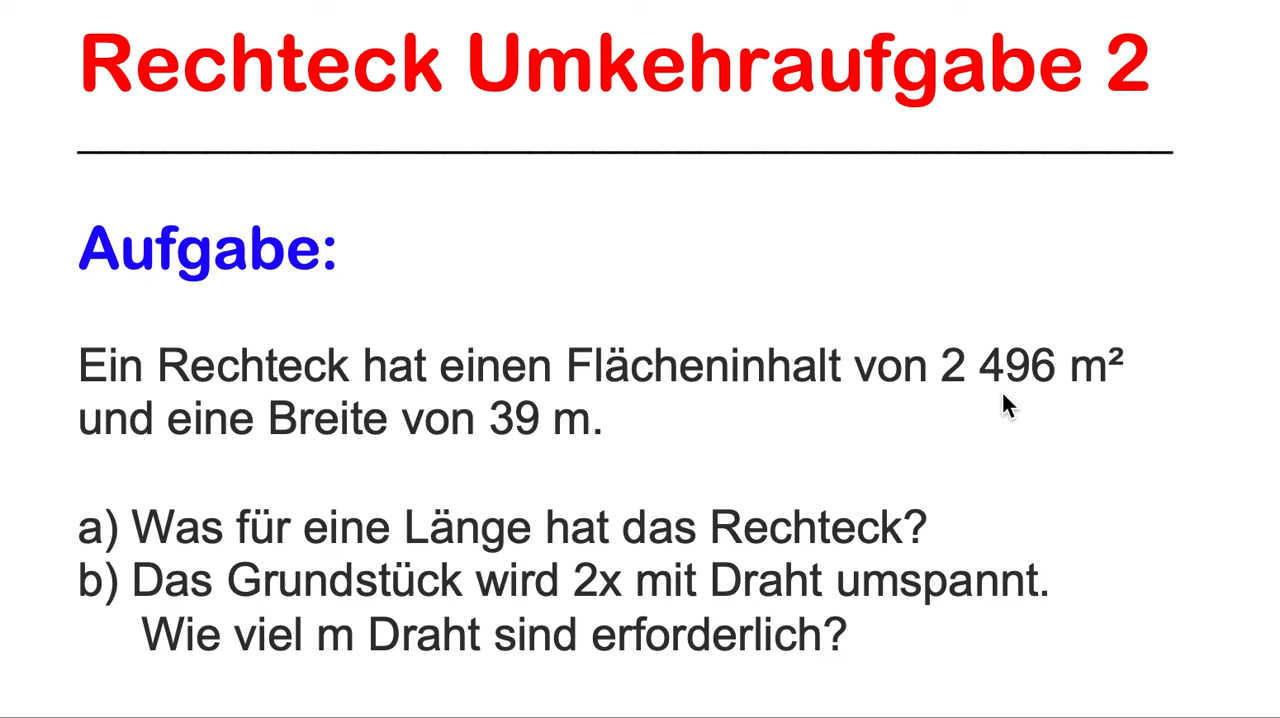 Rechteck Umkehraufgabe 2
Aufgabe:
Ein Rechteck hat einen Flächeninhalt von 2 496 m²
und eine Breite von 39 m.
a) Was für eine Länge hat das Rechteck?
b) Das Grundstück wird 2x mit Draht umspannt.
Wie viel m Draht sind erforderlich?